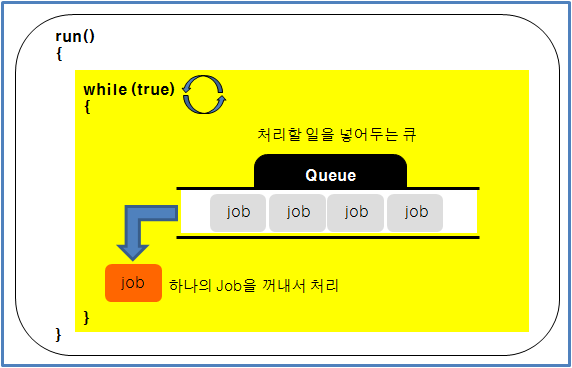 run()
{
while (true)
{
처리할 일을 넣어두는 큐
Queue
job job job job
job 하나의 Job을 꺼내서 처리
}
}